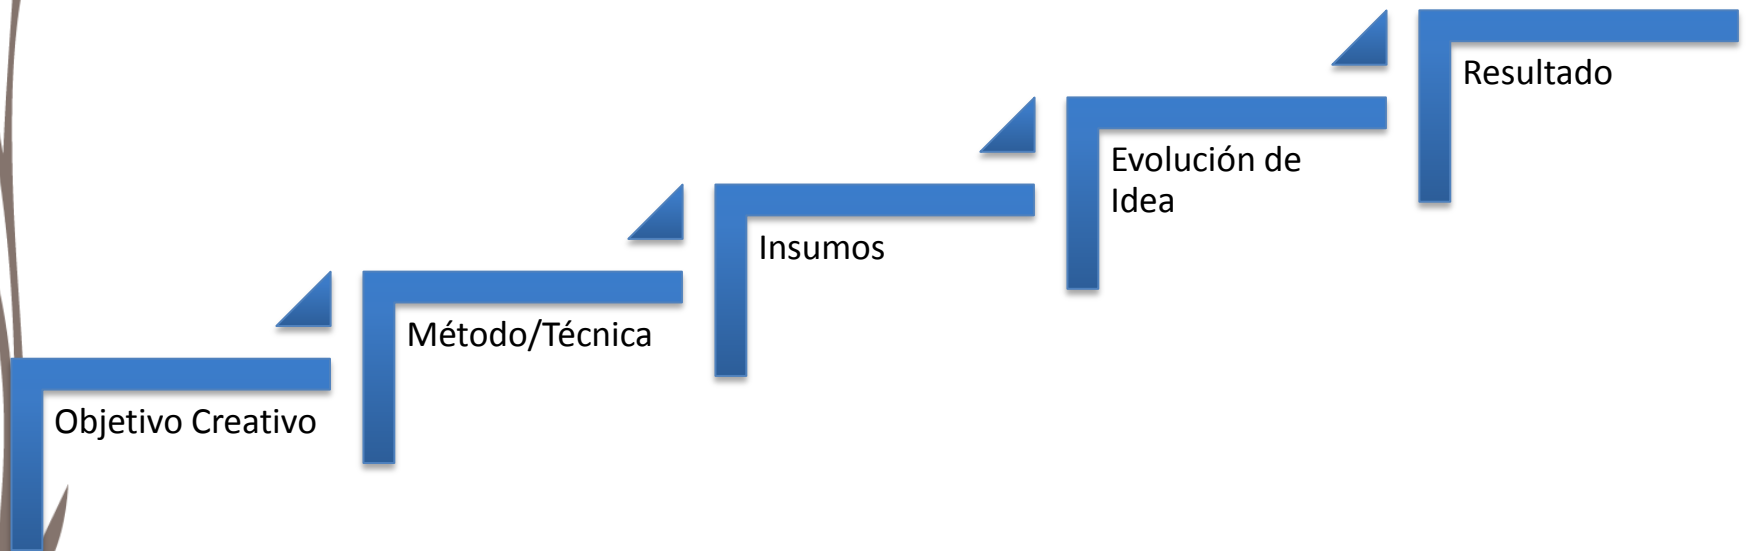 Objetivo Creativo
Método/Técnica
Insumos
Evolución de
Idea
Resultado